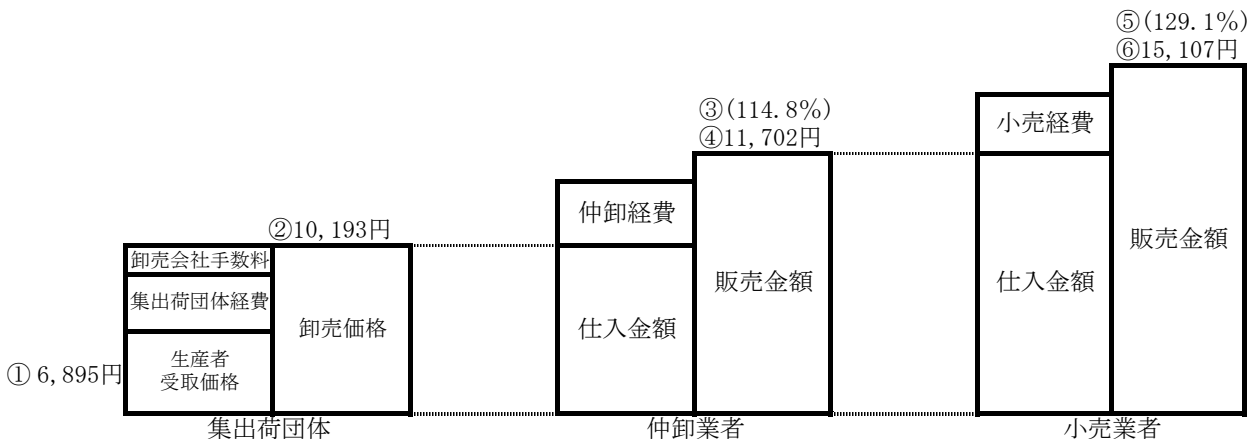 ⑤(129.1%)
⑥15,107円
③(114.8%)
④11,702円
小売経費
仲卸経費
②10,193円
卸売会社手数料
集出荷団体経費
卸売価格
仕入金額
販売金額
仕入金額
販売金額
①6,895円
生産者
受取価格
集出荷団体
仲卸業者
小売業者